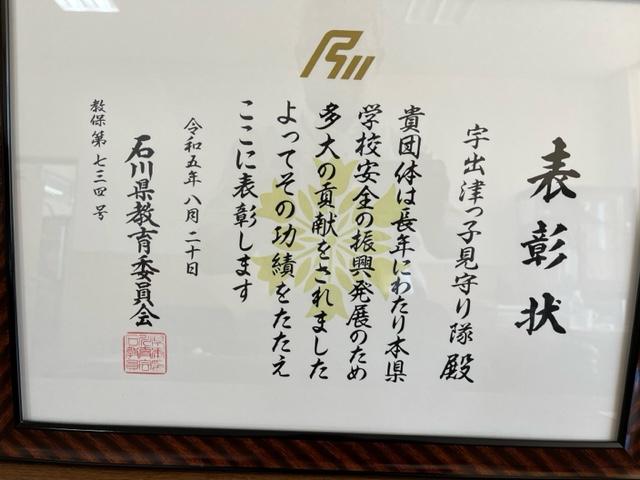 表彰状
宇出津っ子見守り隊 殿
貴団体は長年にわたり本県
学校安全の振興発展のため
多大の貢献をされました
よってその功績をたたえ
ここに表彰します
令和五年八月二十日
石川県教育委員会
教保第七三四号